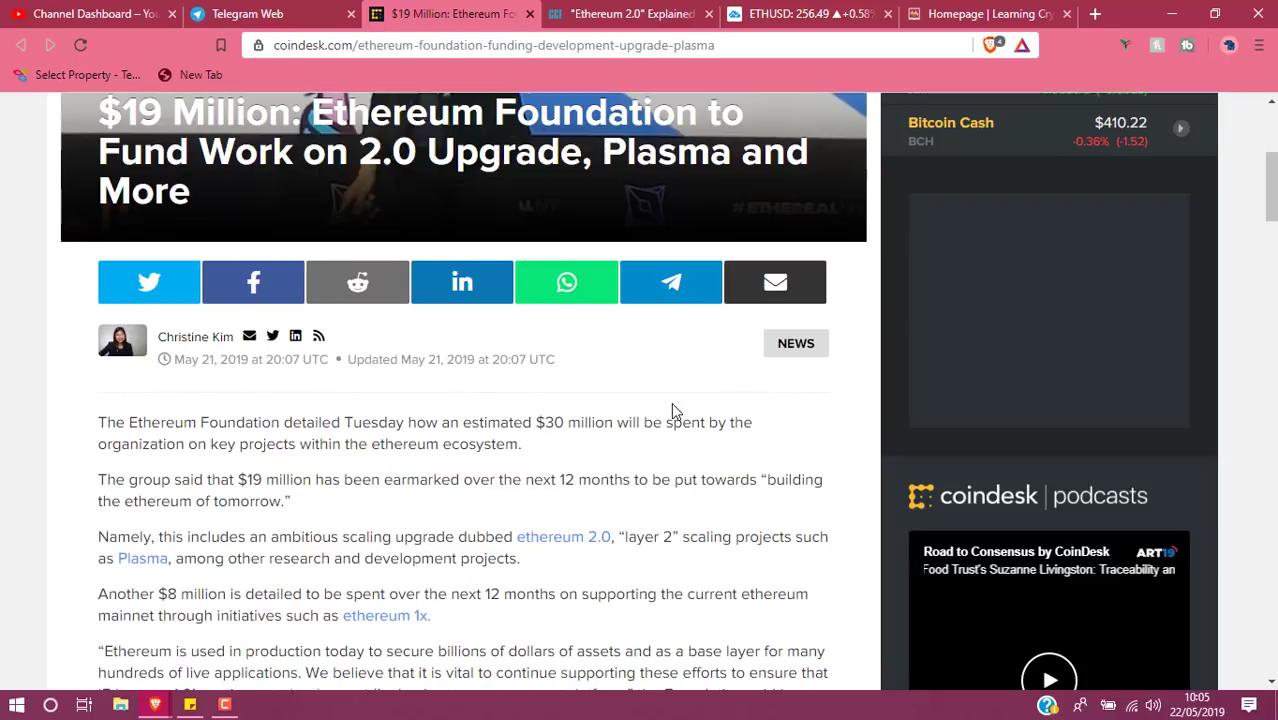 Channel Dashboard - Yo
Telegram Web
$19 Million: Ethereum Fo
"Ethereum 2.0" Explained
ETHUSD: 256.49 ▲+0.58%
Homepage | Learning Cry
coindesk.com/ethereum-foundation-funding-development-upgrade-plasma
4
Select Property - Te...
New Tab
$19 Million: Ethereum Foundation to
Fund Work on 2.0 Upgrade, Plasma and
More
#ETHEREALNY
Christine Kim
May 21, 2019 at 20:07 UTC • Updated May 21, 2019 at 20:07 UTC
NEWS
The Ethereum Foundation detailed Tuesday how an estimated $30 million will be spent by the
organization on key projects within the ethereum ecosystem.
The group said that $19 million has been earmarked over the next 12 months to be put towards “building
the ethereum of tomorrow.”
Namely, this includes an ambitious scaling upgrade dubbed ethereum 2.0, “layer 2” scaling projects such
as Plasma, among other research and development projects.
Another $8 million is detailed to be spent over the next 12 months on supporting the current ethereum
mainnet through initiatives such as ethereum 1x.
“Ethereum is used in production today to secure billions of dollars of assets and as a base layer for many
hundreds of live applications. We believe that it is vital to continue supporting these efforts to ensure that
Bitcoin Cash
$410.22
BCH
-0.36% (-1.52)
coindesk | podcasts
Road to Consensus by CoinDesk
ART19
Food Trust's Suzanne Livingston: Traceability an
10:05
22/05/2019